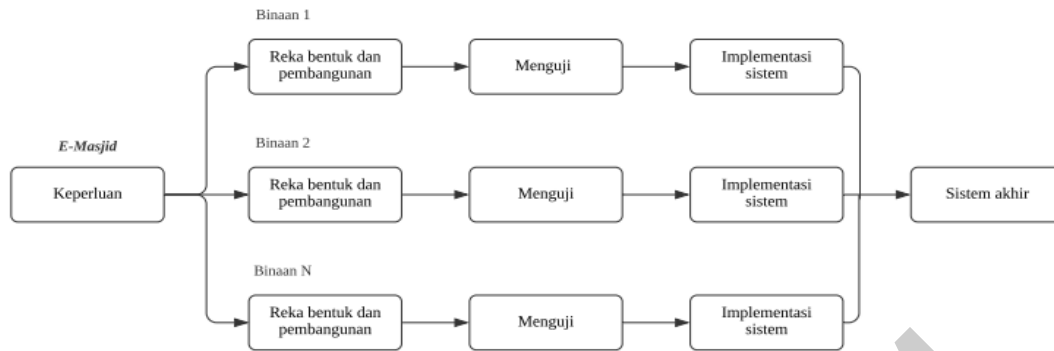 Binaan 1
Reka bentuk dan
pembangunan
Menguji
Implementasi
sistem
E-Masjid
Keperluan
Binaan 2
Reka bentuk dan
pembangunan
Menguji
Implementasi
sistem
Sistem akhir
Binaan N
Reka bentuk dan
pembangunan
Menguji
Implementasi
sistem